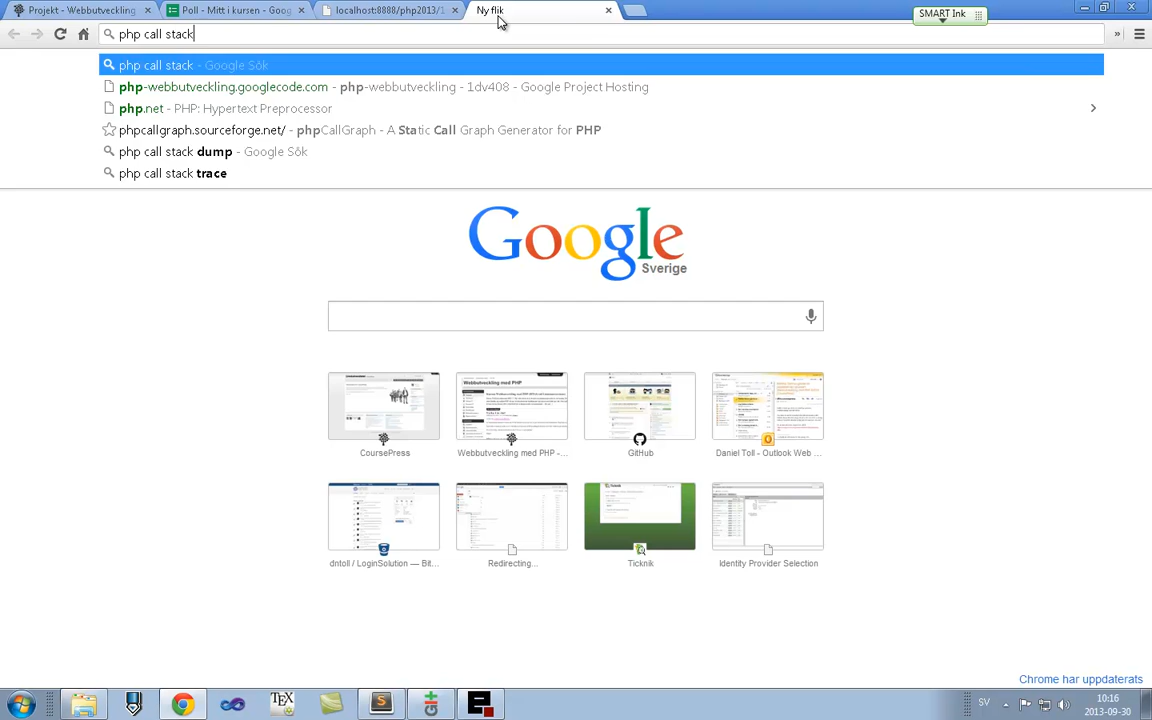 Projekt - Webbutveckling
Poll - Mitt i kursen - Goog
localhost:8888/php2013/1
Ny flik
SMART Ink
php call stack
php call stack - Google Sök
php-webbutveckling.googlecode.com - php-webbutveckling - 1dv408 - Google Project Hosting
php.net - PHP: Hypertext Preprocessor
phpcallgraph.sourceforge.net/ - phpCallGraph - A Static Call Graph Generator for PHP
php call stack dump - Google Sök
php call stack trace
Google
Sverige
CoursePress
Webbutveckling med PHP -...
GitHub
Daniel Toll - Outlook Web ...
dntoll / LoginSolution — Bit...
Redirecting...
Ticknik
Identity Provider Selection
Chrome har uppdaterats
SV
10:16
2013-09-30